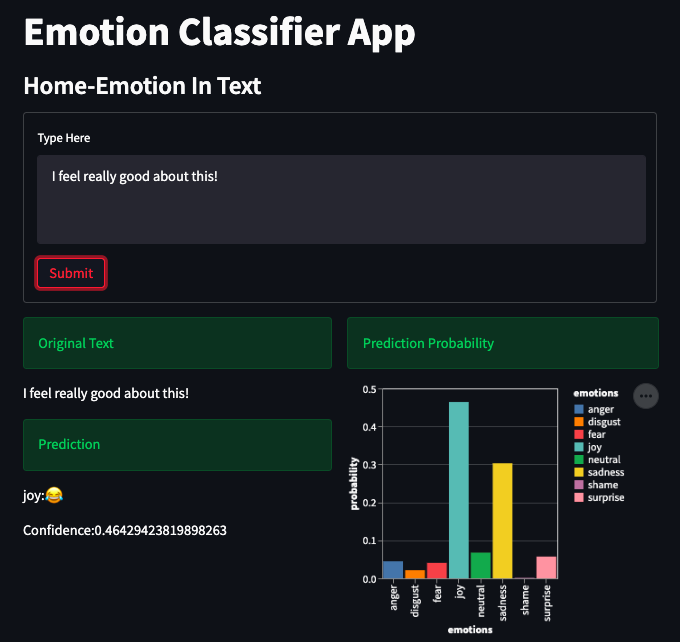 Emotion Classifier App
Home-Emotion In Text
Type Here
I feel really good about this!
Submit
Original Text
Prediction Probability
I feel really good about this!
Prediction
joy:😂
Confidence:0.46429423819898263
0.5
0.4
0.3
0.2
0.1
0.0
probability
anger
disgust
fear
joy
neutral
sadness
shame
surprise
emotions
emotions
anger
disgust
fear
joy
neutral
sadness
shame
surprise